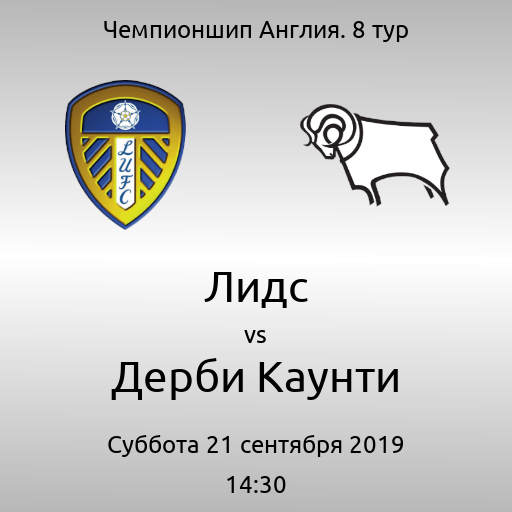 Чемпионшип Англия. 8 тур
LUFC
Лидс
vs
Дерби Каунти
Суббота 21 сентября 2019
14:30